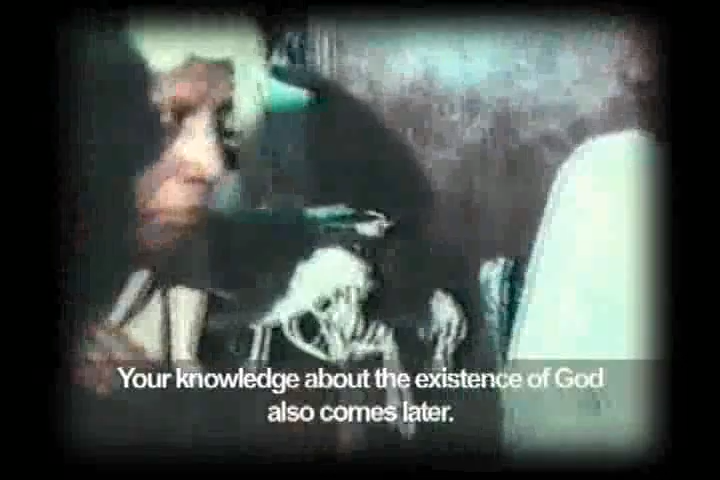 Your knowledge about the existence of God
also comes later.